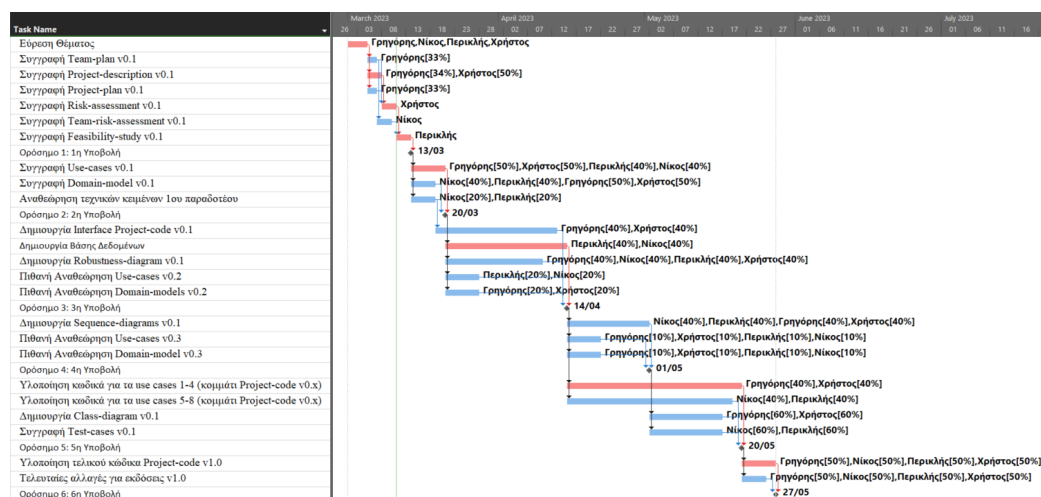 March 2023 April 2023 May 2023 June 2023 July 2023
Task Name 26 03 08 13 18 23 28 02 07 12 17 22 27 02 07 12 17 22 27 01 06 11 16 21 26 01 06 11 16
Εύρεση Θέματος Γρηγόρης,Νίκος,Περικλής,Χρήστος
Συγγραφή Team-plan v0.1 Γρηγόρης[33%]
Συγγραφή Project-description v0.1 Γρηγόρης[34%],Χρήστος[50%]
Συγγραφή Project-plan v0.1 Γρηγόρης[33%]
Συγγραφή Risk-assessment v0.1 Χρήστος
Συγγραφή Team-risk-assessment v0.1 Νίκος
Συγγραφή Feasibility-study v0.1 Περικλής
Ορόσημο 1: 1η Υποβολή 13/03
Συγγραφή Use-cases v0.1 Γρηγόρης[50%],Χρήστος[50%],Περικλής[40%],Νίκος[40%]
Συγγραφή Domain-model v0.1 Νίκος[40%],Περικλής[40%],Γρηγόρης[50%],Χρήστος[50%]
Αναθεώρηση τεχνικών κειμένων 1ου παραδοτέου Νίκος[20%],Περικλής[20%]
Ορόσημο 2: 2η Υποβολή 20/03
Δημιουργία Interface Project-code v0.1 Γρηγόρης[40%],Χρήστος[40%]
Δημιουργία Βάσης Δεδομένων Περικλής[40%],Νίκος[40%]
Δημιουργία Robustness-diagram v0.1 Γρηγόρης[40%],Νίκος[40%],Περικλής[40%],Χρήστος[40%]
Πιθανή Αναθεώρηση Use-cases v0.2 Περικλής[20%],Νίκος[20%]
Πιθανή Αναθεώρηση Domain-models v0.2 Γρηγόρης[20%],Χρήστος[20%]
Ορόσημο 3: 3η Υποβολή 14/04
Δημιουργία Sequence-diagrams v0.1 Νίκος[40%],Περικλής[40%],Γρηγόρης[40%],Χρήστος[40%]
Πιθανή Αναθεώρηση Use-cases v0.3 Γρηγόρης[10%],Χρήστος[10%],Περικλής[10%],Νίκος[10%]
Πιθανή Αναθεώρηση Domain-model v0.3 Γρηγόρης[10%],Χρήστος[10%],Περικλής[10%],Νίκος[10%]
Ορόσημο 4: 4η Υποβολή 01/05
Υλοποίηση κωδικά για τα use cases 1-4 (κομμάτι Project-code v0.x) Γρηγόρης[40%],Χρήστος[40%]
Υλοποίηση κωδικά για τα use cases 5-8 (κομμάτι Project-code v0.x) Νίκος[40%],Περικλής[40%]
Δημιουργία Class-diagram v0.1 Γρηγόρης[60%],Χρήστος[60%]
Συγγραφή Test-cases v0.1 Νίκος[60%],Περικλής[60%]
Ορόσημο 5: 5η Υποβολή 20/05
Υλοποίηση τελικού κώδικα Project-code v1.0 Γρηγόρης[50%],Νίκος[50%],Περικλής[50%],Χρήστος[50%]
Τελευταίες αλλαγές για εκδόσεις v1.0 Γρηγόρης[50%],Νίκος[50%],Περικλής[50%],Χρήστος[50%]
Ορόσημο 6: 6η Υποβολή 27/05